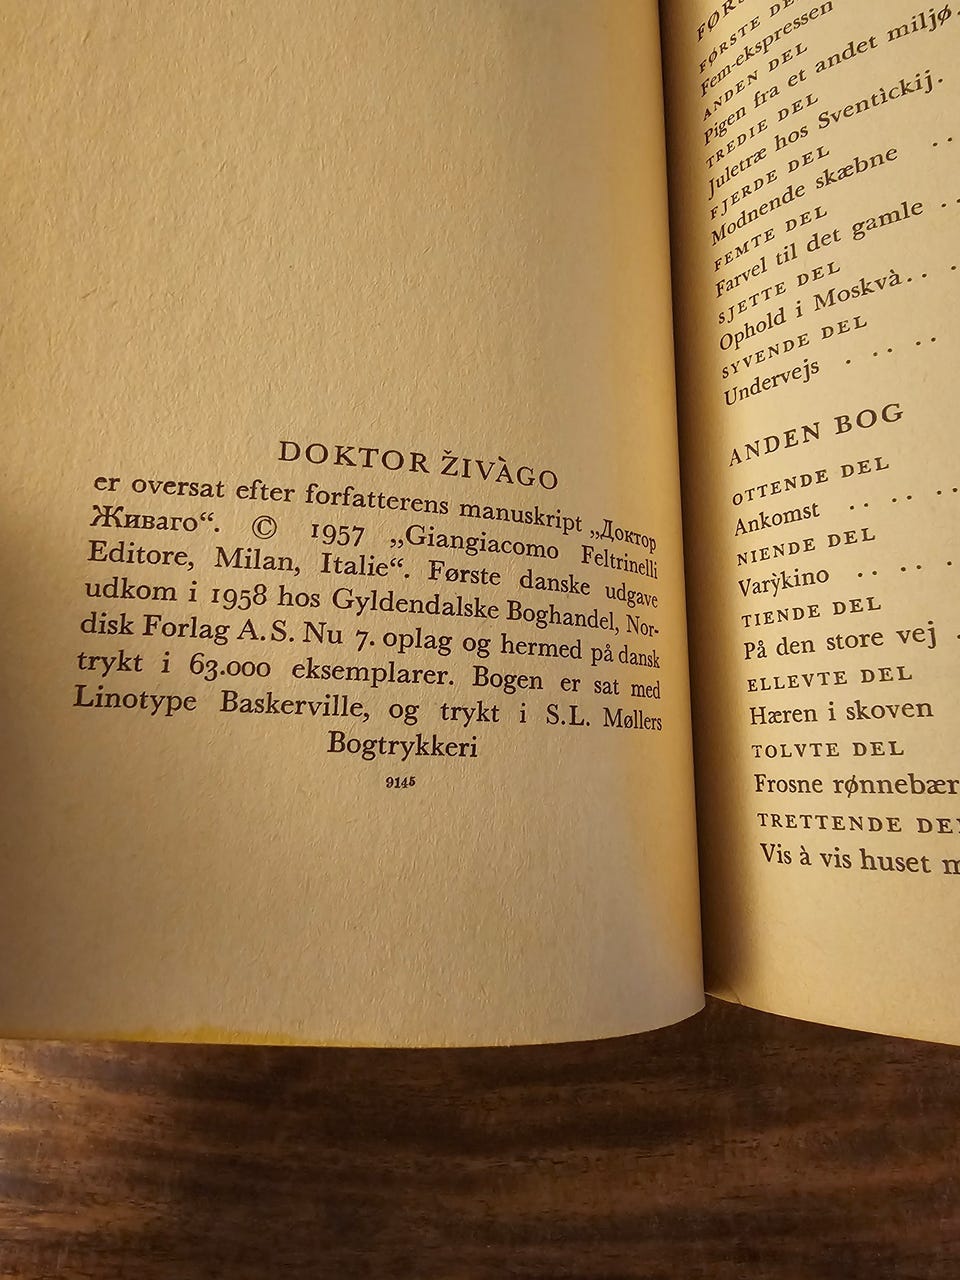 DOKTOR ŽIVÀGO
er oversat efter forfatterens manuskript „Доктор
Живаго“. © 1957 „Giangiacomo Feltrinelli
Editore, Milan, Italie“. Første danske udgave
udkom i 1958 hos Gyldendalske Boghandel, Nor-
disk Forlag A.S. Nu 7. oplag og hermed på dansk
trykt i 63.000 eksemplarer. Bogen er sat med
Linotype Baskerville, og trykt i S.L. Møllers
Bogtrykkeri
9145
FØRSTE
Fem-ekspressen
ANDEN DEL
Pigen fra et andet miljø.
TREDIE DEL
Juletræ hos Sventìckij.
FJERDE DEL
Modnende skæbne . .
FEMTE DEL
Farvel til det gamle . .
SJETTE DEL
Ophold i Moskvà . . .
SYVENDE DEL
Undervejs . . . . .
ANDEN BOG
OTTENDE DEL
Ankomst . . . . .
NIENDE DEL
Varỳkino . . . . .
TIENDE DEL
På den store vej .
ELLEVTE DEL
Hæren i skoven
TOLVTE DEL
Frosne rønnebær
TRETTENDE DEL
Vis à vis huset